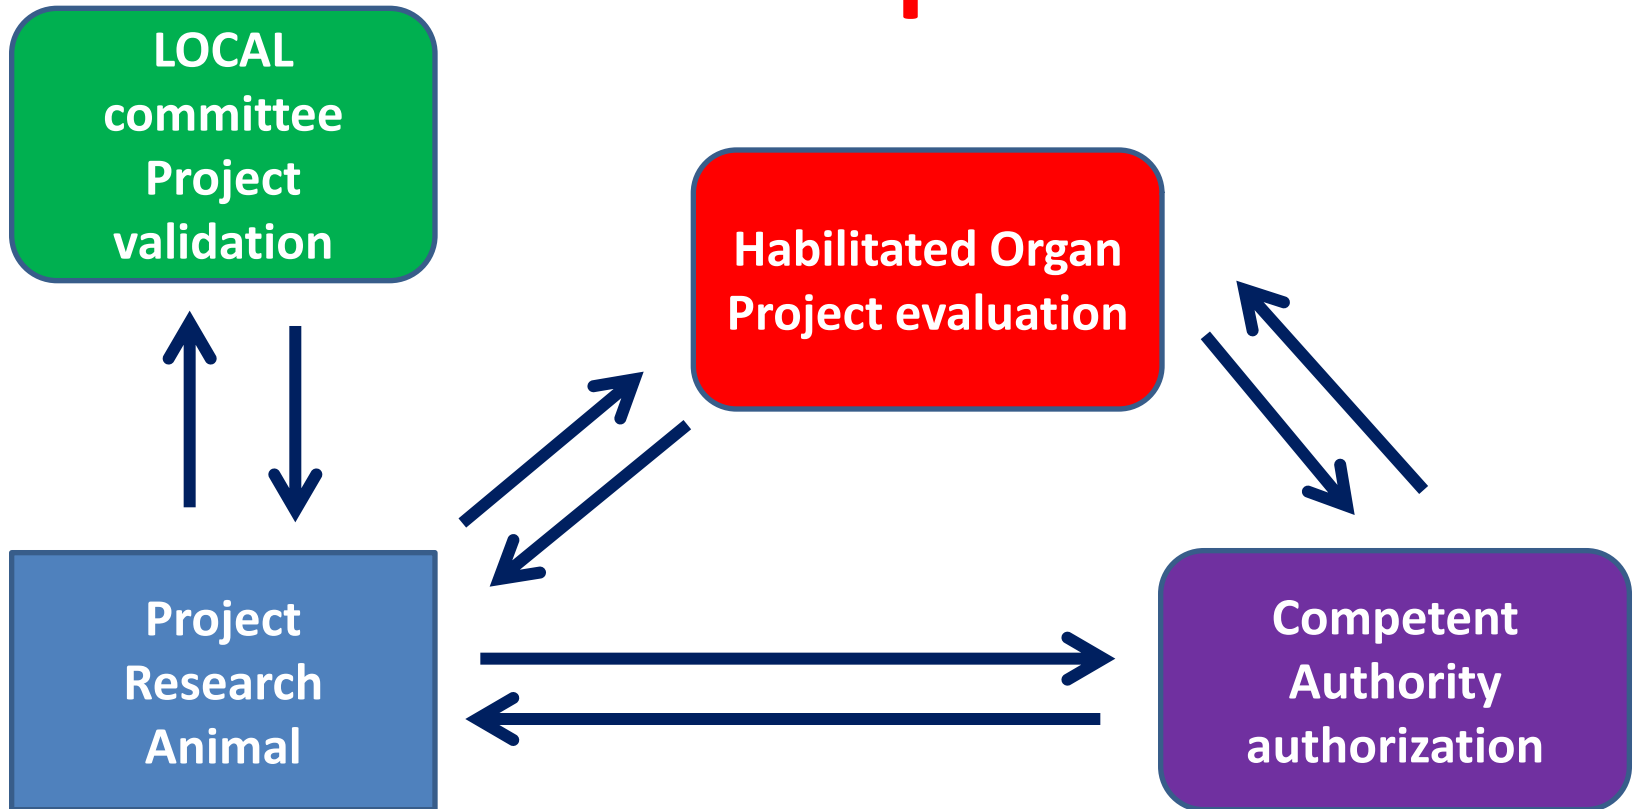 LOCAL
committee
Project
validation
Habilitated Organ
Project evaluation
Project
Research
Animal
Competent
Authority
authorization